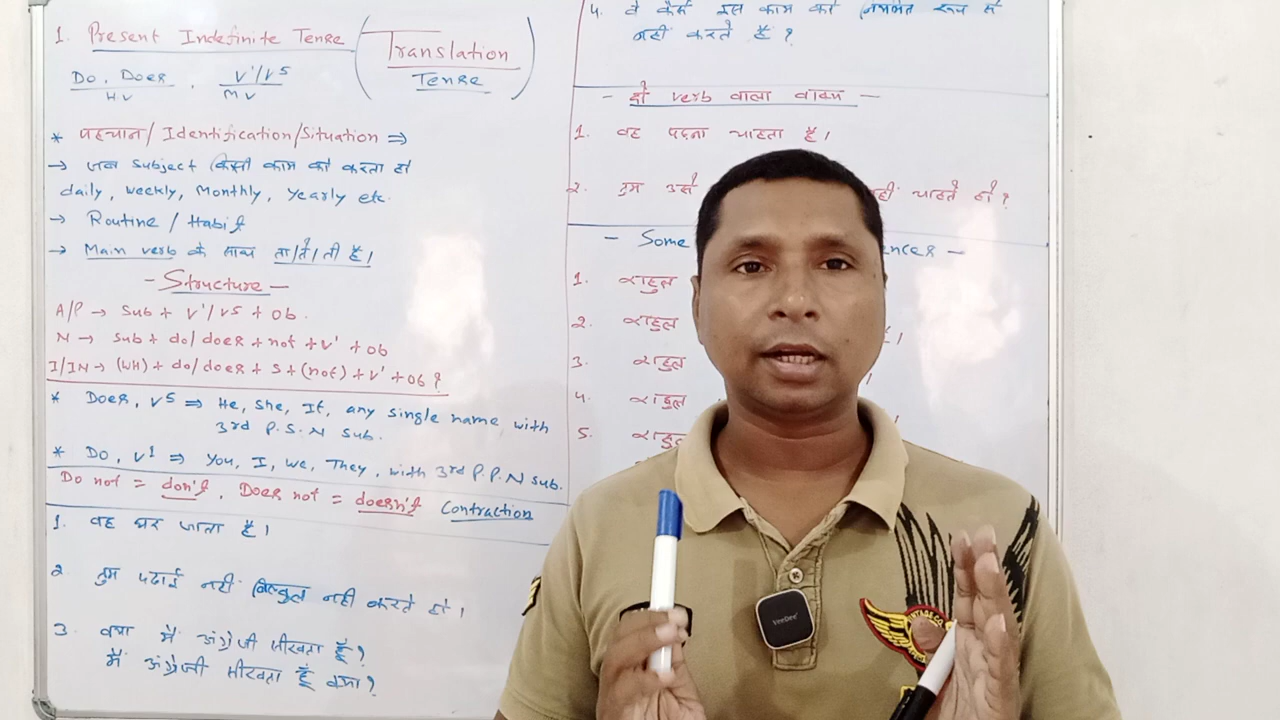 1. Present Indefinite Tense
Translation
Tense
Do, Does
HV
V¹/V⁵
MV
* पहचान/Identification/Situation ⇒
→ जब Subject किसी काम को करता हो
daily, weekly, Monthly, Yearly etc.
→ Routine / Habit
→ Main verb के साथ ता/ते/ती है।
- Structure -
A/P → Sub + V¹/V⁵ + Ob.
N → Sub + do/does + not + V¹ + Ob
I/IN → (WH) + do/does + S + (not) + V¹ + Ob ?
* Does, V⁵ ⇒ He, She, It, any single name with
3rd P.S.N Sub.
* Do, V¹ ⇒ You, I, We, They, with 3rd P.P.N Sub.
Do not = don't, Does not = doesn't Contraction
1. वह घर जाता है।
2. तुम पढाई नही बिल्कुल नही करते हो।
3. क्या मैं अंग्रेजी सीखता हूँ?
मैं अंग्रेजी सीखता हूँ क्या?
4. वे कैसे इस काम को नियमित रूप से
नहीं करते हैं ?
- दो verb वाला वाक्य -
1. वह पढ़ना चाहता है।
2. तुम उसे चाहते हो?
- Some
1. राहुल
2. राहुल
3. राहुल
4. राहुल
5. राहुल
VeeDee